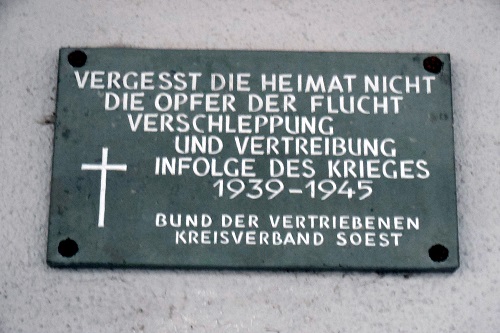 VERGESST DIE HEIMAT NICHT
DIE OPFER DER FLUCHT
VERSCHLEPPUNG
UND VERTREIBUNG
INFOLGE DES KRIEGES
1939-1945
BUND DER VERTRIEBENEN
KREISVERBAND SOEST